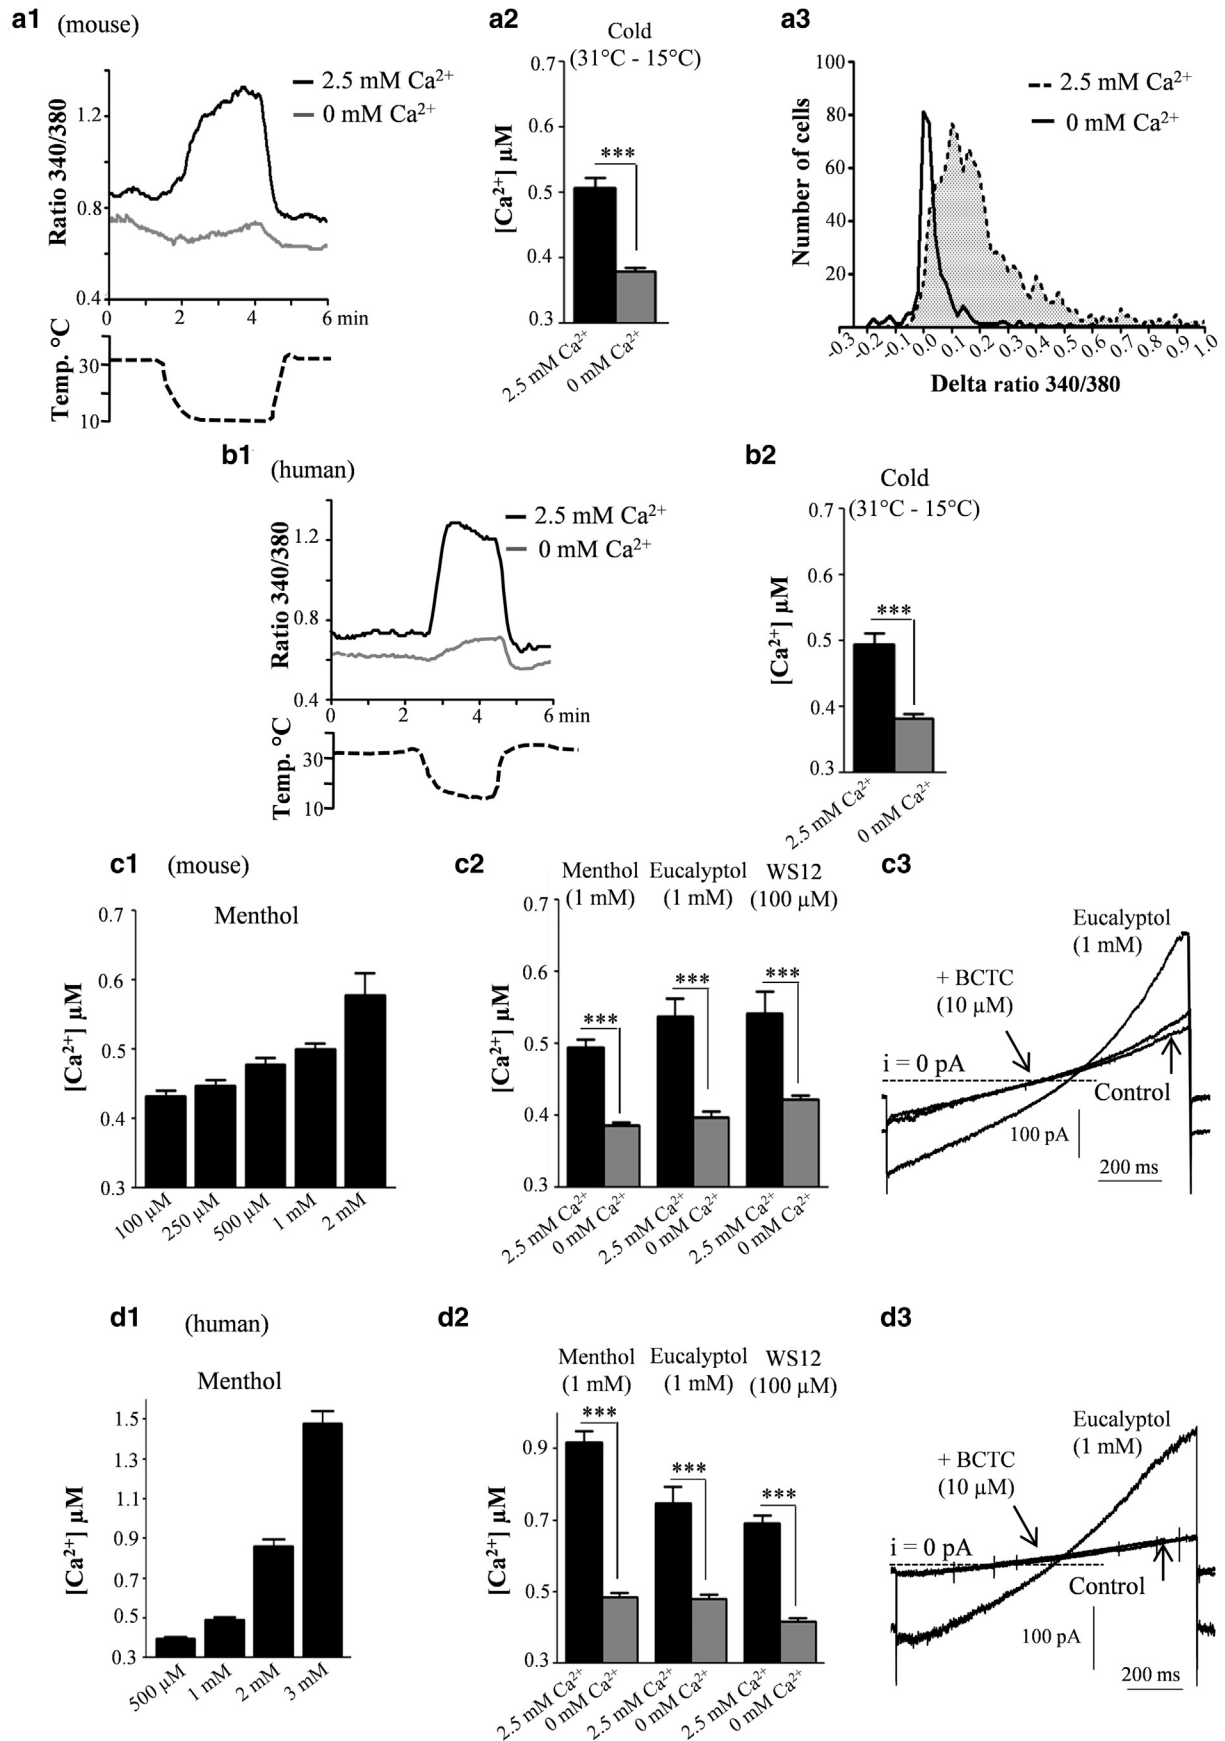 a1 (mouse)
2.5 mM Ca²⁺
0 mM Ca²⁺
Ratio 340/380
1.2
0.8
0.4
0 2 4 6 min
Temp. °C
30
10
a2
Cold
(31°C - 15°C)
[Ca²⁺] µM
0.7
0.6
0.5
0.4
0.3
***
2.5 mM Ca²⁺
0 mM Ca²⁺
a3
2.5 mM Ca²⁺
0 mM Ca²⁺
Number of cells
100
80
60
40
20
-0.3 -0.2 -0.1 0.0 0.1 0.2 0.3 0.4 0.5 0.6 0.7 0.8 0.9 1.0
Delta ratio 340/380
b1 (human)
2.5 mM Ca²⁺
0 mM Ca²⁺
Ratio 340/380
1.2
0.8
0.4
0 2 4 6 min
Temp. °C
30
10
b2
Cold
(31°C - 15°C)
[Ca²⁺] µM
0.7
0.6
0.5
0.4
0.3
***
2.5 mM Ca²⁺
0 mM Ca²⁺
c1 (mouse)
Menthol
[Ca²⁺] µM
0.7
0.6
0.5
0.4
0.3
100 µM
250 µM
500 µM
1 mM
2 mM
c2
Menthol
(1 mM)
Eucalyptol
(1 mM)
WS12
(100 µM)
[Ca²⁺] µM
0.7
0.6
0.5
0.4
0.3
***
***
***
2.5 mM Ca²⁺
0 mM Ca²⁺
2.5 mM Ca²⁺
0 mM Ca²⁺
2.5 mM Ca²⁺
0 mM Ca²⁺
c3
Eucalyptol
(1 mM)
+ BCTC
(10 µM)
i = 0 pA
Control
100 pA
200 ms
d1 (human)
Menthol
[Ca²⁺] µM
1.5
1.3
1.1
0.9
0.7
0.5
0.3
500 µM
1 mM
2 mM
3 mM
d2
Menthol
(1 mM)
Eucalyptol
(1 mM)
WS12
(100 µM)
[Ca²⁺] µM
0.9
0.7
0.5
0.3
***
***
***
2.5 mM Ca²⁺
0 mM Ca²⁺
2.5 mM Ca²⁺
0 mM Ca²⁺
2.5 mM Ca²⁺
0 mM Ca²⁺
d3
Eucalyptol
(1 mM)
+ BCTC
(10 µM)
i = 0 pA
Control
100 pA
200 ms